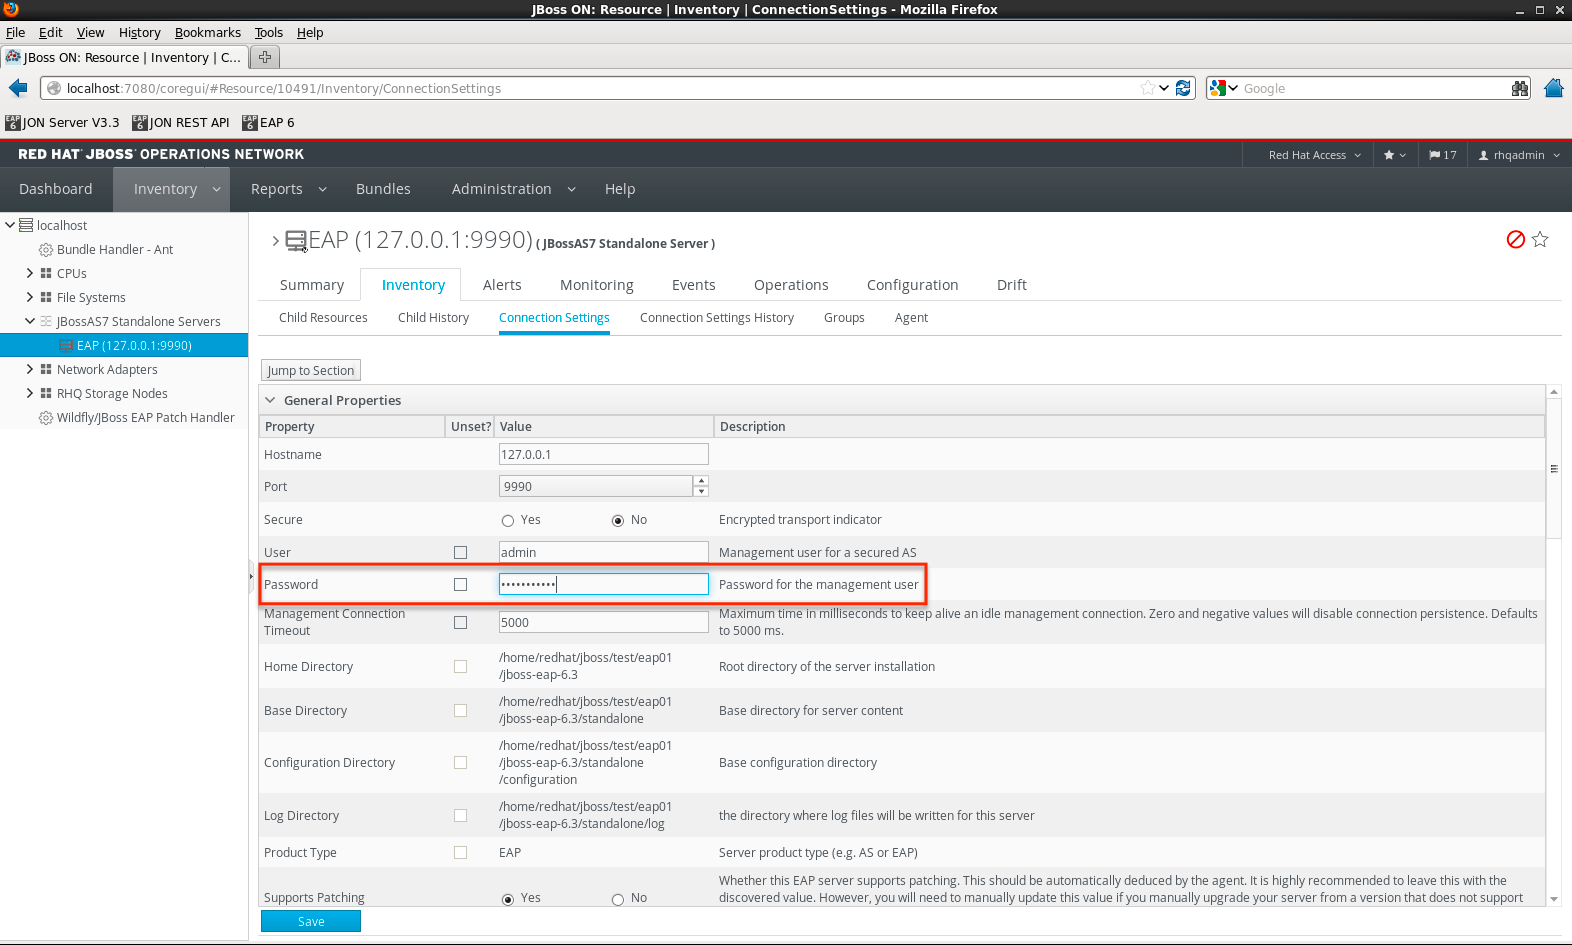 JBoss ON: Resource | Inventory | ConnectionSettings - Mozilla Firefox
File Edit View History Bookmarks Tools Help
JBoss ON: Resource | Inventory | C...
localhost:7080/coregui/#Resource/10491/Inventory/ConnectionSettings
Google
EAP 6 JON Server V3.3 EAP 6 JON REST API EAP 6 EAP 6
RED HAT JBOSS OPERATIONS NETWORK
Red Hat Access 17 rhqadmin
Dashboard Inventory Reports Bundles Administration Help
localhost
Bundle Handler - Ant
CPUs
File Systems
JBossAS7 Standalone Servers
EAP (127.0.0.1:9990)
Network Adapters
RHQ Storage Nodes
Wildfly/JBoss EAP Patch Handler
EAP (127.0.0.1:9990) ( JBossAS7 Standalone Server )
Summary Inventory Alerts Monitoring Events Operations Configuration Drift
Child Resources Child History Connection Settings Connection Settings History Groups Agent
Jump to Section
General Properties
Property Unset? Value Description
Hostname 127.0.0.1
Port 9990
Secure Yes No Encrypted transport indicator
User admin Management user for a secured AS
Password ••••••••••• Password for the management user
Management Connection Timeout 5000 Maximum time in milliseconds to keep alive an idle management connection. Zero and negative values will disable connection persistence. Defaults
to 5000 ms.
Home Directory /home/redhat/jboss/test/eap01
/jboss-eap-6.3 Root directory of the server installation
Base Directory /home/redhat/jboss/test/eap01
/jboss-eap-6.3/standalone Base directory for server content
Configuration Directory /home/redhat/jboss/test/eap01
/jboss-eap-6.3/standalone
/configuration Base configuration directory
Log Directory /home/redhat/jboss/test/eap01
/jboss-eap-6.3/standalone/log the directory where log files will be written for this server
Product Type EAP Server product type (e.g. AS or EAP)
Supports Patching Yes No Whether this EAP server supports patching. This should be automatically deduced by the agent. It is highly recommended to leave this with the
discovered value. However, you will need to manually update this value if you manually upgrade your server from a version that does not support
Save